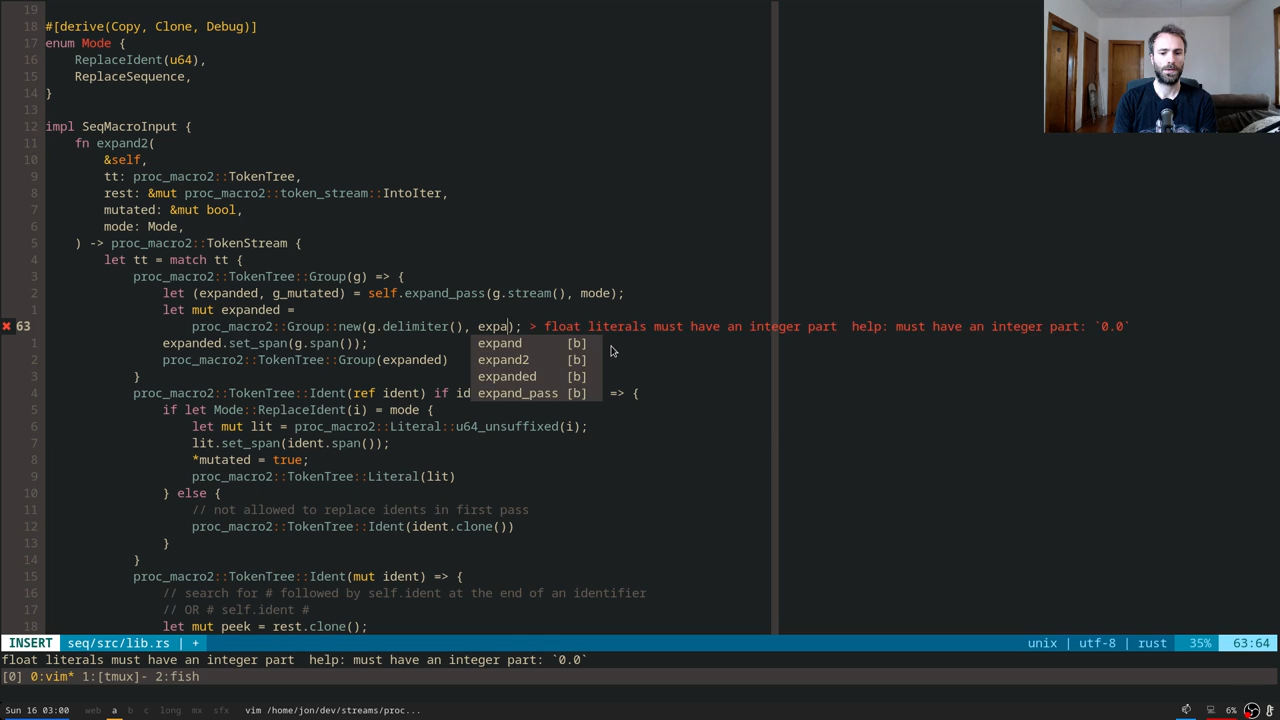 19
18 #[derive(Copy, Clone, Debug)]
17 enum Mode {
16     ReplaceIdent(u64),
15     ReplaceSequence,
14 }
13
12 impl SeqMacroInput {
11     fn expand2(
10         &self,
9         tt: proc_macro2::TokenTree,
8         rest: &mut proc_macro2::token_stream::IntoIter,
7         mutated: &mut bool,
6         mode: Mode,
5     ) -> proc_macro2::TokenStream {
4         let tt = match tt {
3             proc_macro2::TokenTree::Group(g) => {
2                 let (expanded, g_mutated) = self.expand_pass(g.stream(), mode);
1                 let mut expanded =
✖ 63                     proc_macro2::Group::new(g.delimiter(), expa); > float literals must have an integer part  help: must have an integer part: `0.0`
1                 expanded.set_span(g.span()); expand [b]
2                 proc_macro2::TokenTree::Group(expanded) expand2 [b]
3             } expanded [b]
4             proc_macro2::TokenTree::Ident(ref ident) if id expand_pass [b] => {
5                 if let Mode::ReplaceIdent(i) = mode {
6                     let mut lit = proc_macro2::Literal::u64_unsuffixed(i);
7                     lit.set_span(ident.span());
8                     *mutated = true;
9                     proc_macro2::TokenTree::Literal(lit)
10                 } else {
11                     // not allowed to replace idents in first pass
12                     proc_macro2::TokenTree::Ident(ident.clone())
13                 }
14             }
15             proc_macro2::TokenTree::Ident(mut ident) => {
16                 // search for # followed by self.ident at the end of an identifier
17                 // OR # self.ident #
18                 let mut peek = rest.clone();
INSERT seq/src/lib.rs | + unix | utf-8 | rust 35% 63:64
float literals must have an integer part  help: must have an integer part: `0.0`
[0] 0:vim* 1:[tmux]- 2:fish
Sun 16 03:00 web a b c long mx sfx vim /home/jon/dev/streams/proc... 6%